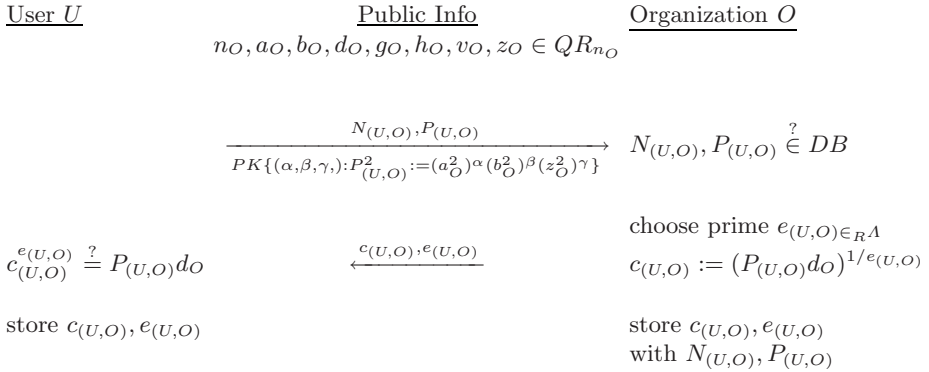 User U Public Info Organization O
n_O, a_O, b_O, d_O, g_O, h_O, v_O, z_O ∈ QR_{n_O}
N_{(U,O)}, P_{(U,O)}
PK{(α,β,γ,):P^2_{(U,O)}:=(a^2_O)^α(b^2_O)^β(z^2_O)^γ}
N_{(U,O)}, P_{(U,O)} ?∈ DB
choose prime e_{(U,O)∈_R Λ}
c_{(U,O)}^{e_{(U,O)}} ?= P_{(U,O)}d_O
c_{(U,O)}, e_{(U,O)}
c_{(U,O)} := (P_{(U,O)}d_O)^{1/e_{(U,O)}}
store c_{(U,O)}, e_{(U,O)} store c_{(U,O)}, e_{(U,O)}
with N_{(U,O)}, P_{(U,O)}